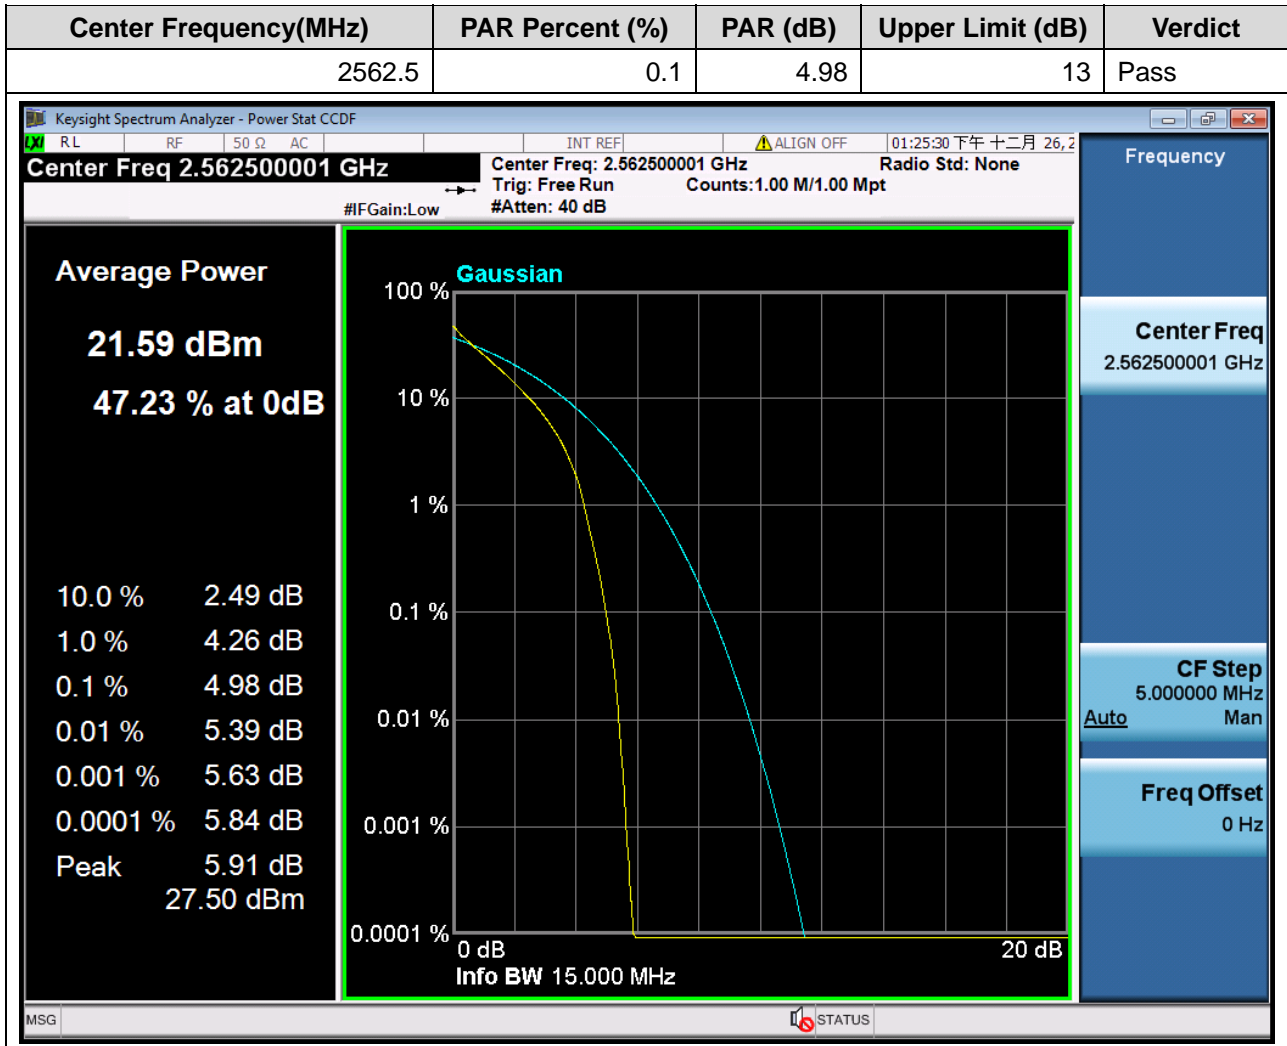 Center Frequency(MHz) PAR Percent (%) PAR (dB) Upper Limit (dB) Verdict
2562.5 0.1 4.98 13 Pass
Keysight Spectrum Analyzer - Power Stat CCDF
LXI RL RF 50 Ω AC INT REF ALIGN OFF 01:25:30 下午 十二月 26, 2
Center Freq 2.562500001 GHz
Center Freq: 2.562500001 GHz Radio Std: None
Trig: Free Run Counts:1.00 M/1.00 Mpt
#IFGain:Low #Atten: 40 dB
Average Power
21.59 dBm
47.23 % at 0dB
10.0 % 2.49 dB
1.0 % 4.26 dB
0.1 % 4.98 dB
0.01 % 5.39 dB
0.001 % 5.63 dB
0.0001 % 5.84 dB
Peak 5.91 dB
27.50 dBm
Gaussian
100 %
10 %
1 %
0.1 %
0.01 %
0.001 %
0.0001 %
0 dB 20 dB
Info BW 15.000 MHz
Frequency
Center Freq
2.562500001 GHz
CF Step
5.000000 MHz
Auto Man
Freq Offset
0 Hz
MSG STATUS